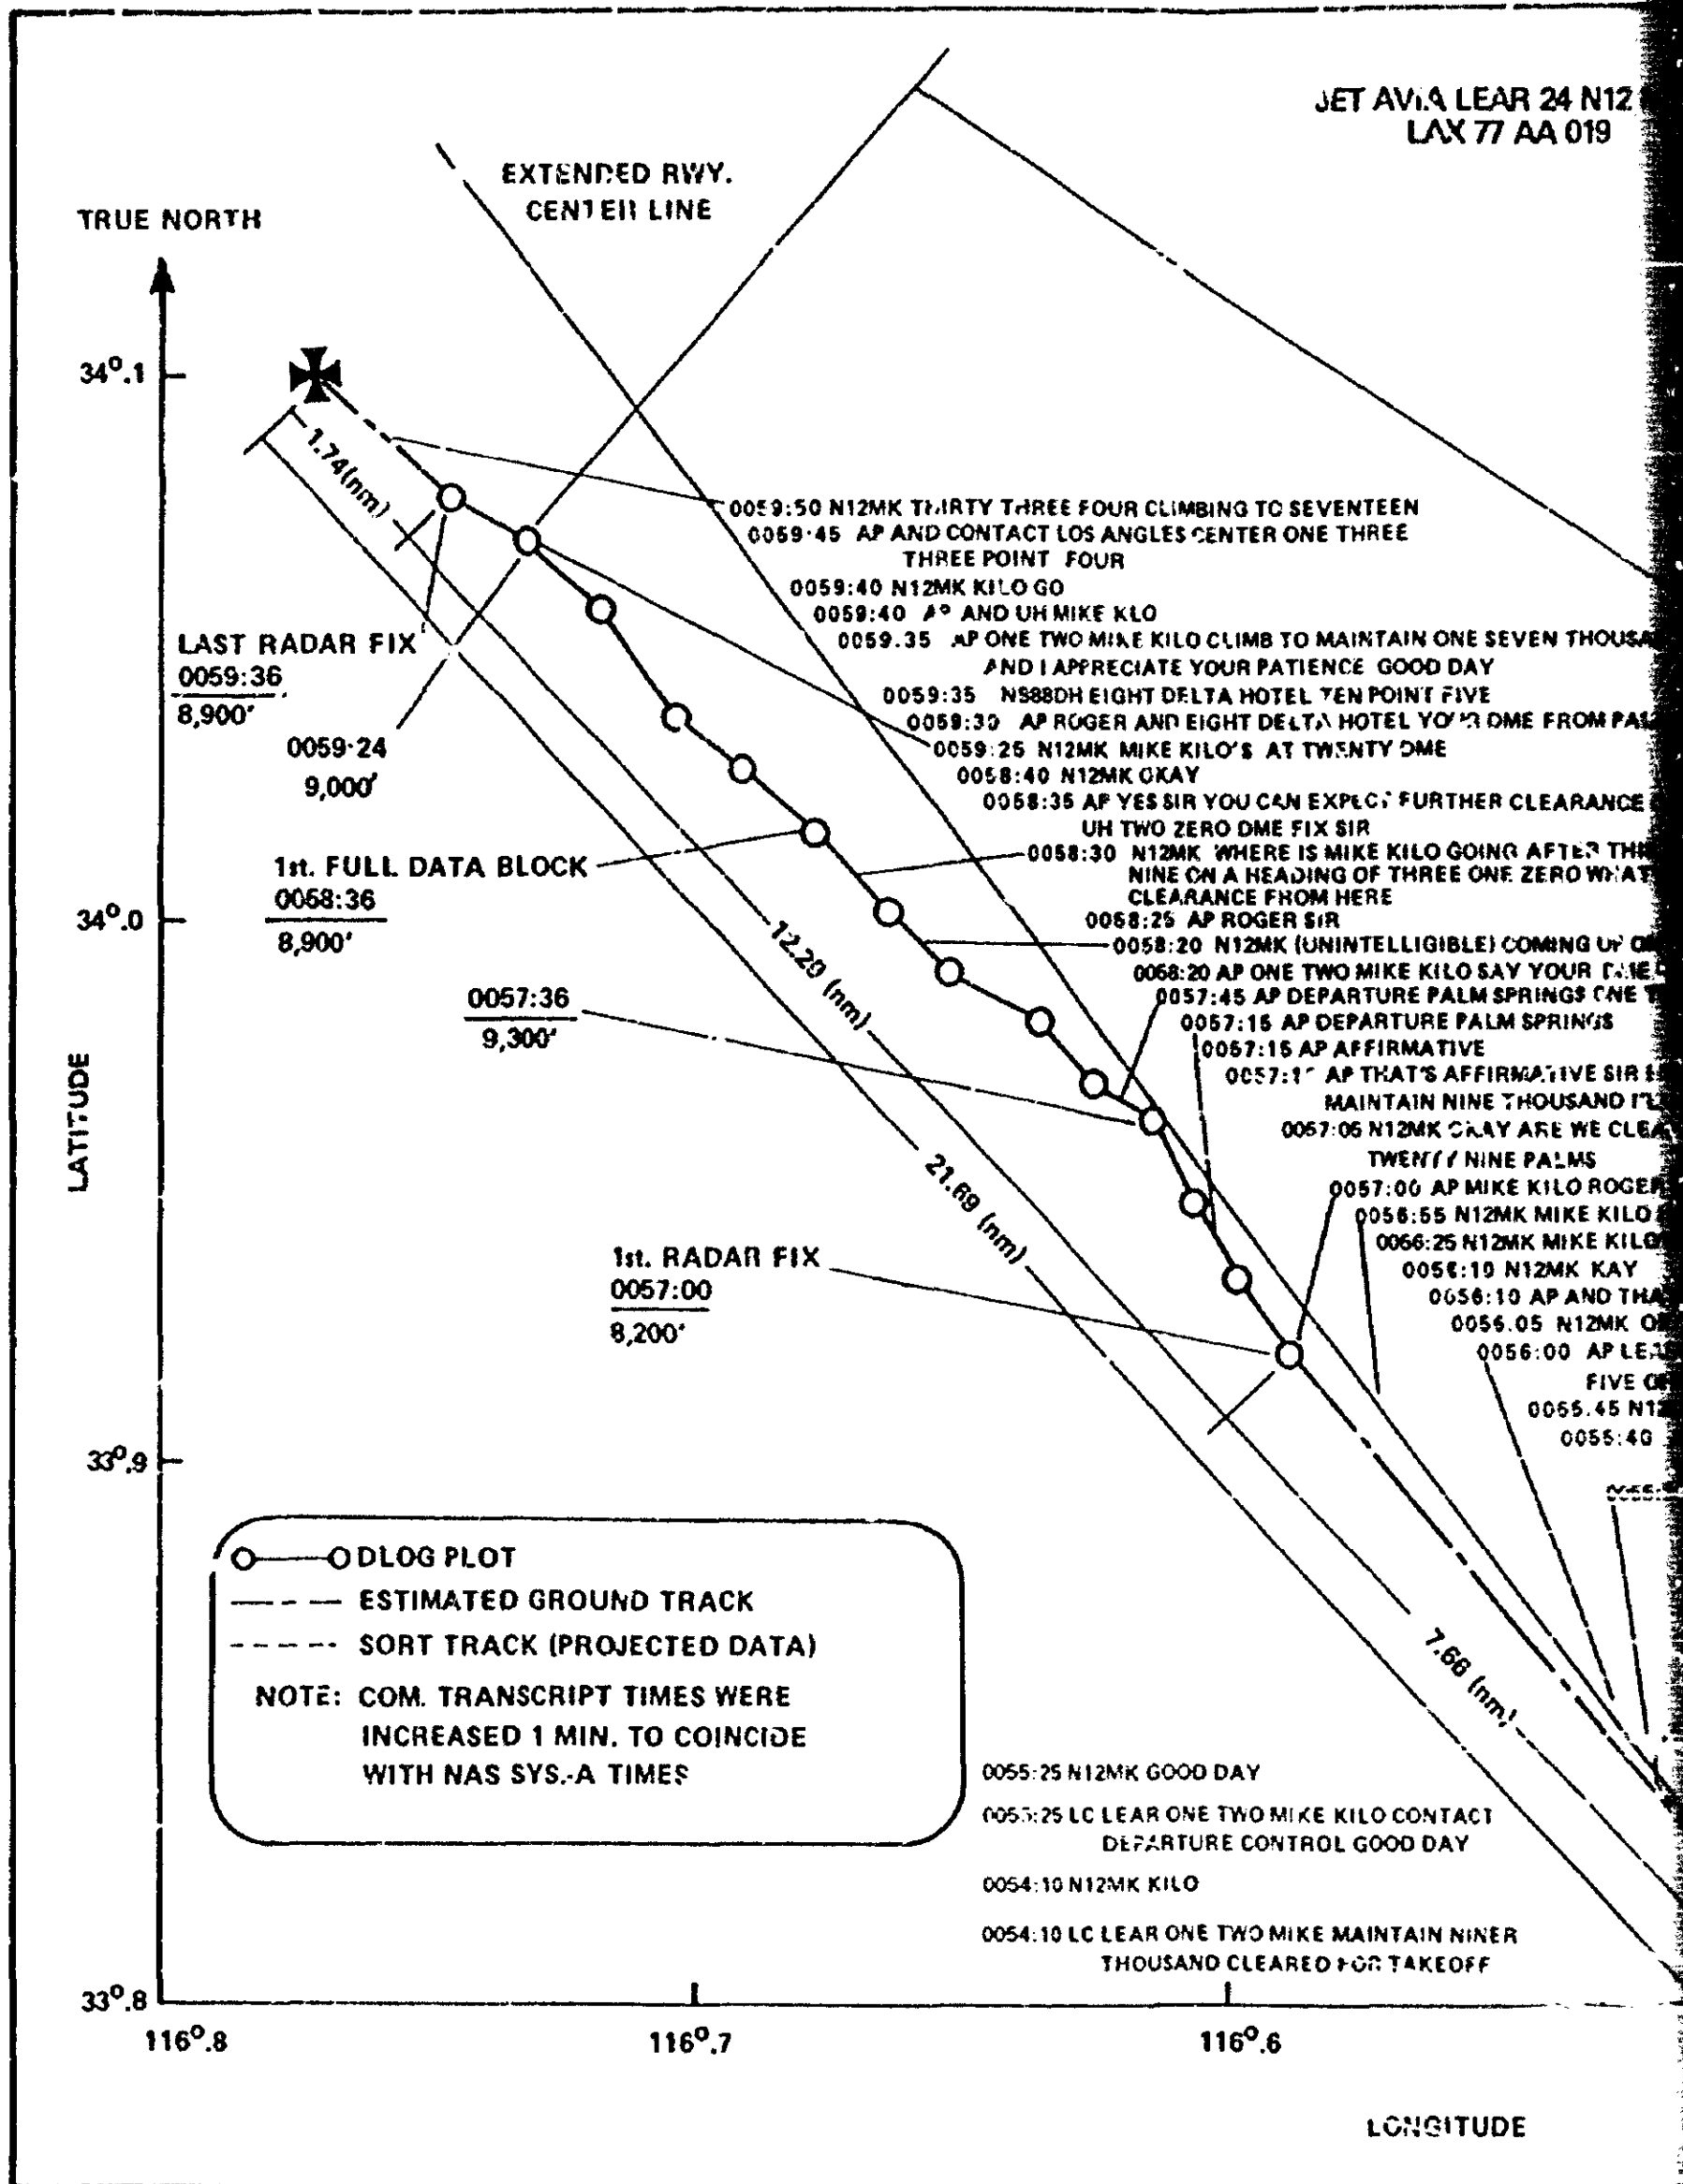 JET AVIA LEAR 24 N12
LAX 77 AA 019
EXTENDED RWY.
CENTER LINE
TRUE NORTH
34°.1
1.74(nm)
0059:50 N12MK THIRTY THREE FOUR CLIMBING TO SEVENTEEN
0059:45 AP AND CONTACT LOS ANGLES CENTER ONE THREE
THREE POINT FOUR
0059:40 N12MK KILO GO
0059:40 AP AND UH MIKE KLO
0059.35 AP ONE TWO MIKE KILO CLIMB TO MAINTAIN ONE SEVEN
AND I APPRECIATE YOUR PATIENCE GOOD DAY
0059:35 N988DH EIGHT DELTA HOTEL TEN POINT FIVE
0059:30 AP ROGER AND EIGHT DELTA HOTEL YOUR DME FROM
0059:25 N12MK MIKE KILO'S AT TWENTY DME
0058:40 N12MK OKAY
0058:35 AP YES SIR YOU CAN EXPECT FURTHER CLEARANCE
UH TWO ZERO DME FIX SIR
0058:30 N12MK WHERE IS MIKE KILO GOING AFTER
NINE ON A HEADING OF THREE ONE ZERO WHAT
CLEARANCE FROM HERE
0058:25 AP ROGER SIR
0058:20 N12MK (UNINTELLIGIBLE) COMING UP
0058:20 AP ONE TWO MIKE KILO SAY YOUR
0057:45 AP DEPARTURE PALM SPRINGS ONE
0057:15 AP DEPARTURE PALM SPRINGS
0057:15 AP AFFIRMATIVE
AP THAT'S AFFIRMATIVE SIR
MAINTAIN NINE THOUSAND
0057:05 N12MK OKAY ARE WE
TWENTY NINE PALMS
0057:00 AP MIKE KILO ROGER
0056:55 N12MK MIKE KILO
0056:25 N12MK MIKE KILO
0056:10 N12MK KAY
0056:10 AP AND
0056.05 N12MK
0056:00 AP
FIVE
0055.45
0055:40
LAST RADAR FIX
0059:36
8,900'
0059:24
9,000'
1st. FULL DATA BLOCK
0058:36
8,900'
34°.0
12.20 (nm)
0057:36
9,300'
LATITUDE
21.69 (nm)
1st. RADAR FIX
0057:00
8,200'
33°.9
7.66 (nm)
DLOG PLOT
ESTIMATED GROUND TRACK
SORT TRACK (PROJECTED DATA)
NOTE: COM. TRANSCRIPT TIMES WERE
INCREASED 1 MIN. TO COINCIDE
WITH NAS SYS.-A TIMES
0055:25 N12MK GOOD DAY
0055:25 LC LEAR ONE TWO MIKE KILO CONTACT
DEPARTURE CONTROL GOOD DAY
0054:10 N12MK KILO
0054:10 LC LEAR ONE TWO MIKE MAINTAIN NINER
THOUSAND CLEARED FOR TAKEOFF
33°.8
116°.8
116°.7
116°.6
LONGITUDE